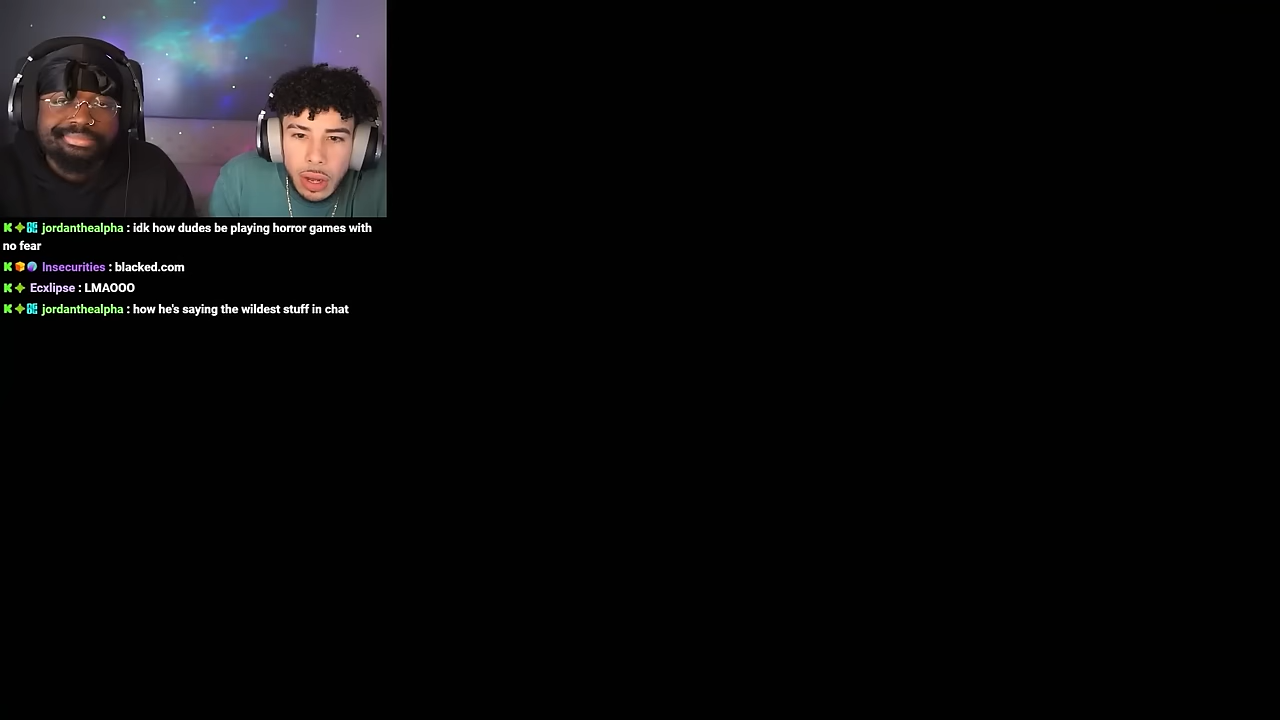 jordanthealpha : idk how dudes be playing horror games with
no fear
Insecurities : blacked.com
Ecxlipse : LMAOOO
jordanthealpha : how he's saying the wildest stuff in chat